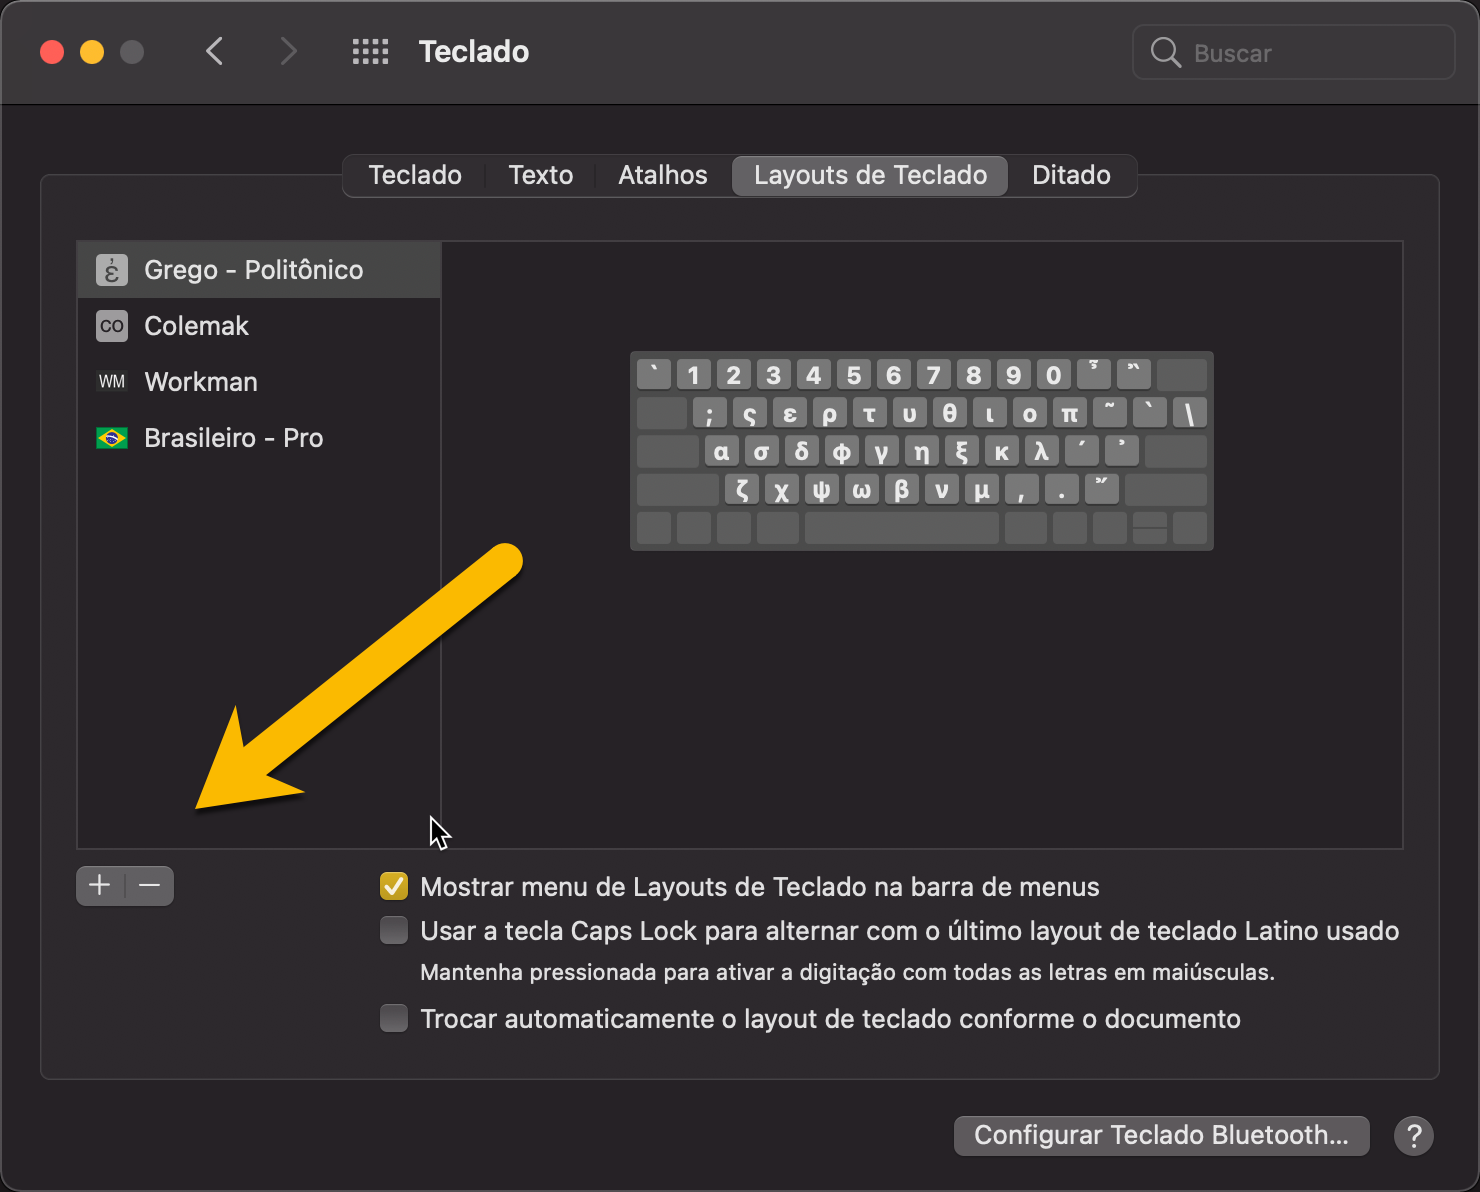 Teclado
Buscar
Teclado Texto Atalhos Layouts de Teclado Ditado
έ Grego - Politônico
CO Colemak
WM Workman
Brasileiro - Pro
` 1 2 3 4 5 6 7 8 9 0
; ς ε ρ τ υ θ ι ο π ~ ` \
α σ δ φ γ η ξ κ λ ´ ᾿
ζ χ ψ ω β ν μ , .
+ −
Mostrar menu de Layouts de Teclado na barra de menus
Usar a tecla Caps Lock para alternar com o último layout de teclado Latino usado
Mantenha pressionada para ativar a digitação com todas as letras em maiúsculas.
Trocar automaticamente o layout de teclado conforme o documento
Configurar Teclado Bluetooth... ?